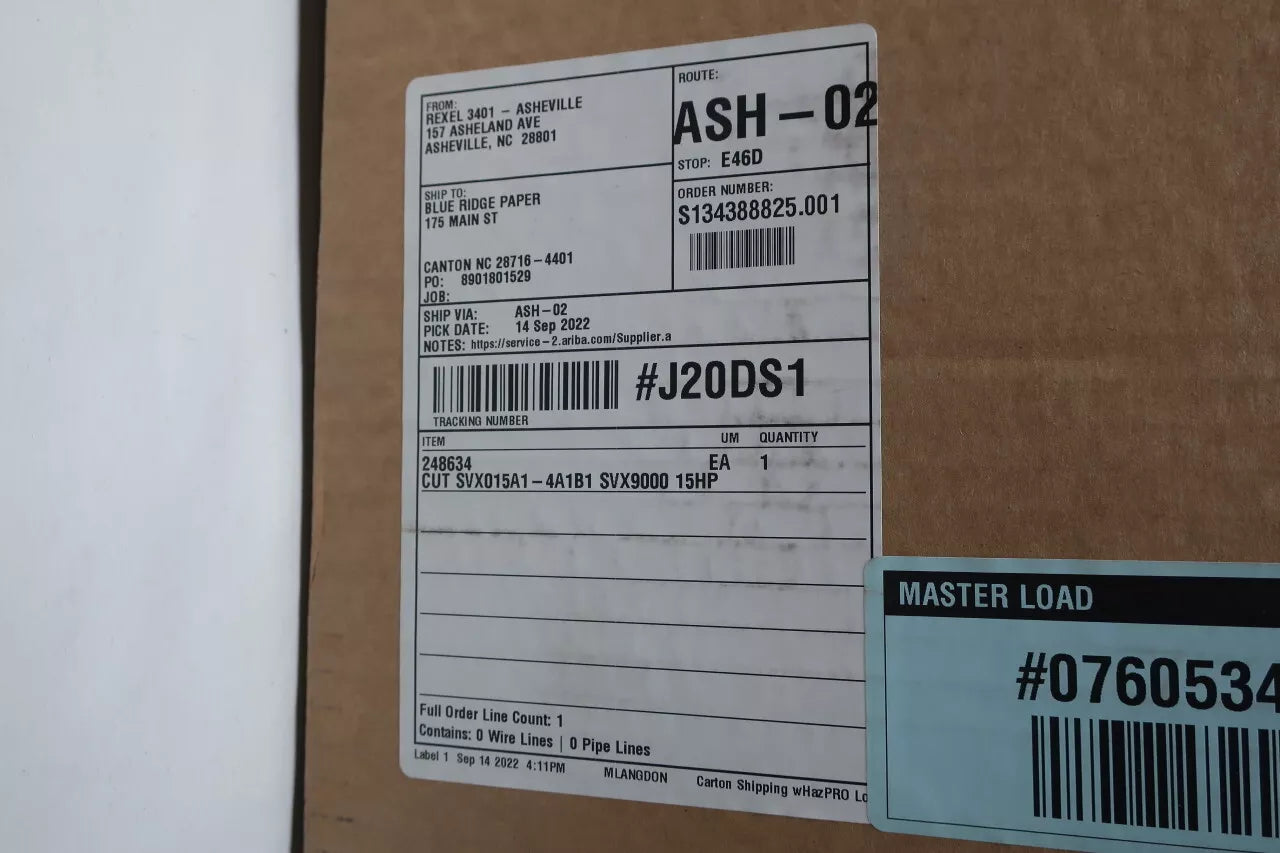 FROM:
REXEL 3401 - ASHEVILLE
157 ASHELAND AVE
ASHEVILLE, NC 28801
ROUTE:
ASH-02
STOP: E46D
SHIP TO:
BLUE RIDGE PAPER
175 MAIN ST
CANTON NC 28716-4401
PO: 8901801529
JOB:
ORDER NUMBER:
S134388825.001
SHIP VIA: ASH-02
PICK DATE: 14 Sep 2022
NOTES: https://service-2.ariba.com/Supplier.a
#J20DS1
TRACKING NUMBER
ITEM UM QUANTITY
248634 EA 1
CUT SVX015A1-4A1B1 SVX9000 15HP
Full Order Line Count: 1
Contains: 0 Wire Lines | 0 Pipe Lines
Label 1 Sep 14 2022 4:11PM MLANGDON Carton Shipping wHazPRO Lo
MASTER LOAD
#0760534